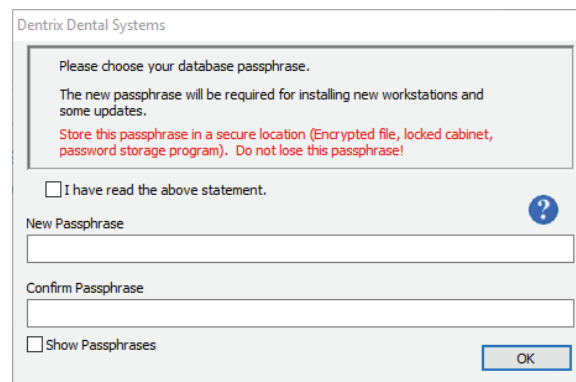 Dentrix Dental Systems
Please choose your database passphrase.
The new passphrase will be required for installing new workstations and
some updates.
Store this passphrase in a secure location (Encrypted file, locked cabinet,
password storage program).  Do not lose this passphrase!
I have read the above statement.
?
New Passphrase
Confirm Passphrase
Show Passphrases
OK